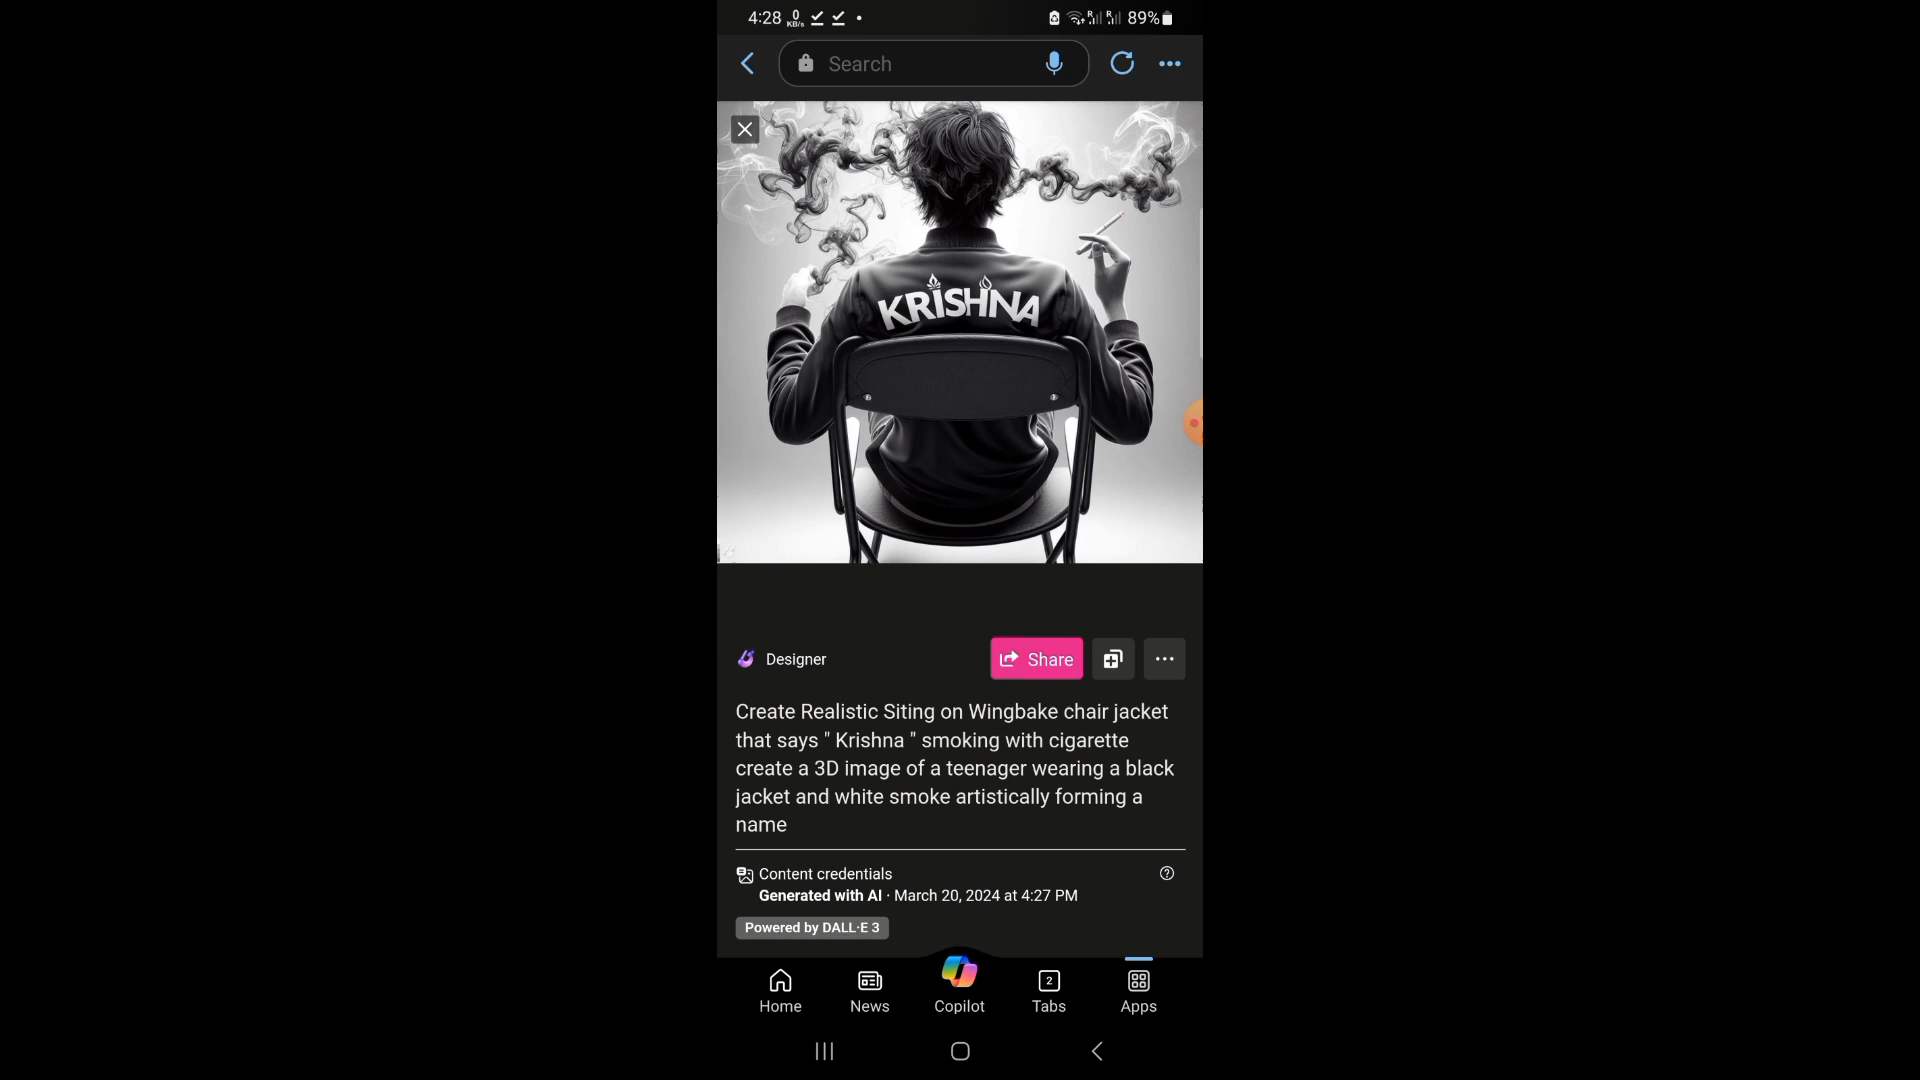 4:28 0 KB/s R R 89%
Search
KRISHNA
Designer
Share
Create Realistic Siting on Wingbake chair jacket
that says " Krishna " smoking with cigarette
create a 3D image of a teenager wearing a black
jacket and white smoke artistically forming a
name
Content credentials
Generated with AI · March 20, 2024 at 4:27 PM
Powered by DALL·E 3
2
Home News Copilot Tabs Apps